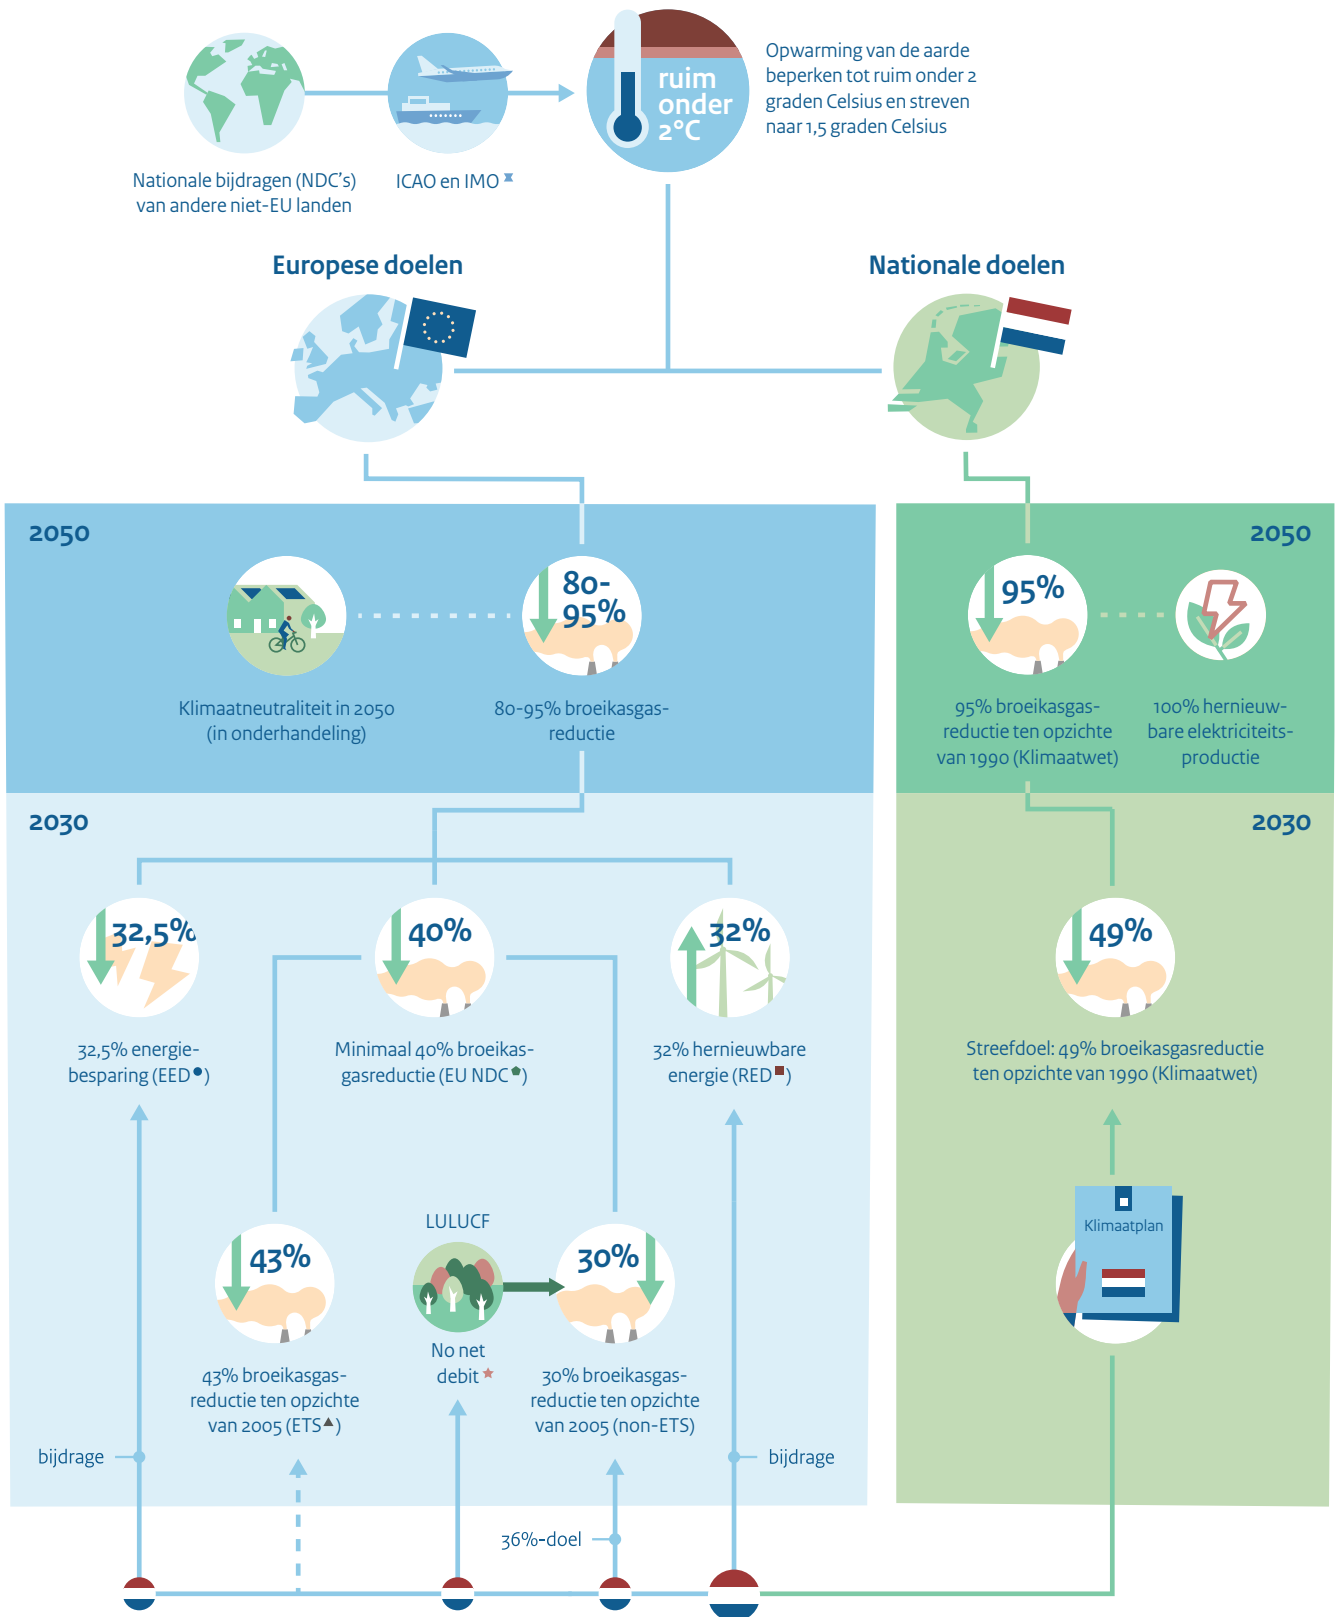 ruim
onder
2°C
Opwarming van de aarde
beperken tot ruim onder 2
graden Celsius en streven
naar 1,5 graden Celsius
Nationale bijdragen (NDC's)
van andere niet-EU landen
ICAO en IMO
Europese doelen
Nationale doelen
2050
80-
95%
Klimaatneutraliteit in 2050
(in onderhandeling)
80-95% broeikasgas-
reductie
2050
95%
95% broeikasgas-
reductie ten opzichte
van 1990 (Klimaatwet)
100% hernieuw-
bare elektriciteits-
productie
2030
32,5%
40%
32%
32,5% energie-
besparing (EED)
Minimaal 40% broeikas-
gasreductie (EU NDC)
32% hernieuwbare
energie (RED)
2030
49%
Streefdoel: 49% broeikasgasreductie
ten opzichte van 1990 (Klimaatwet)
LULUCF
43%
30%
No net
debit
43% broeikasgas-
reductie ten opzichte
van 2005 (ETS)
30% broeikasgas-
reductie ten opzichte
van 2005 (non-ETS)
Klimaatplan
bijdrage
bijdrage
36%-doel